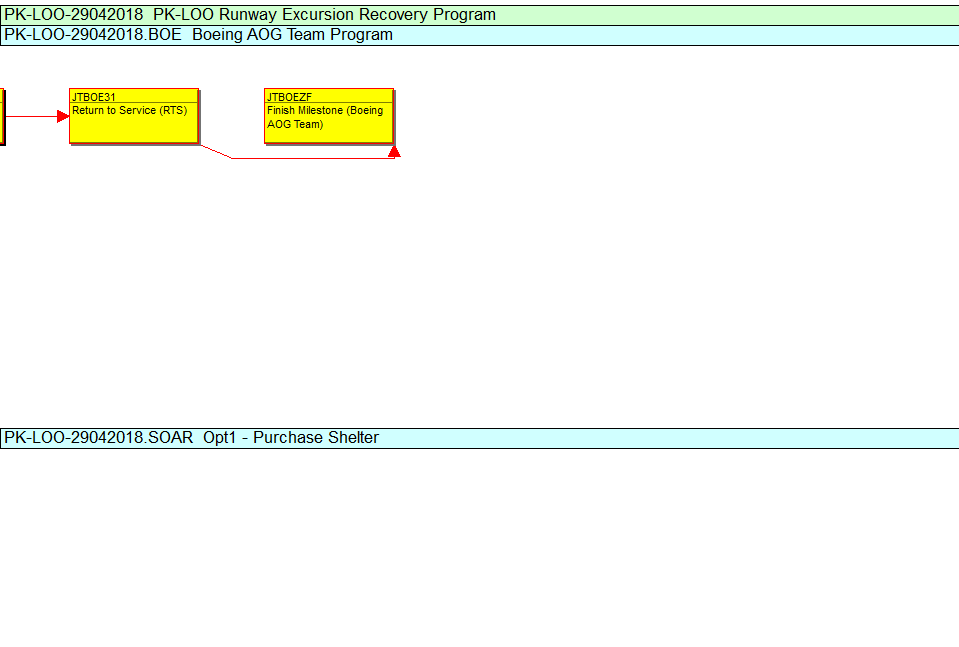 PK-LOO-29042018  PK-LOO Runway Excursion Recovery Program
PK-LOO-29042018.BOE  Boeing AOG Team Program
JTBOE31
Return to Service (RTS)
JTBOEZF
Finish Milestone (Boeing
AOG Team)
PK-LOO-29042018.SOAR  Opt1 - Purchase Shelter